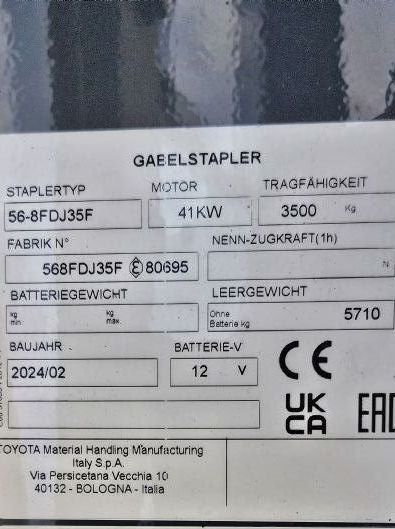 GABELSTAPLER
STAPLERTYP MOTOR TRAGFÄHIGKEIT
56-8FDJ35F 41KW 3500 Kg
FABRIK N° NENN-ZUGKRAFT(1h)
568FDJ35F Ⓔ 80695 N
BATTERIEGEWICHT LEERGEWICHT
kg min kg max. Ohne Batterie kg 5710
BAUJAHR BATTERIE-V
2024/02 12 V
CE
UK CA EAC
TOYOTA Material Handling Manufacturing
Italy S.p.A.
Via Persicetana Vecchia 10
40132 - BOLOGNA - Italia